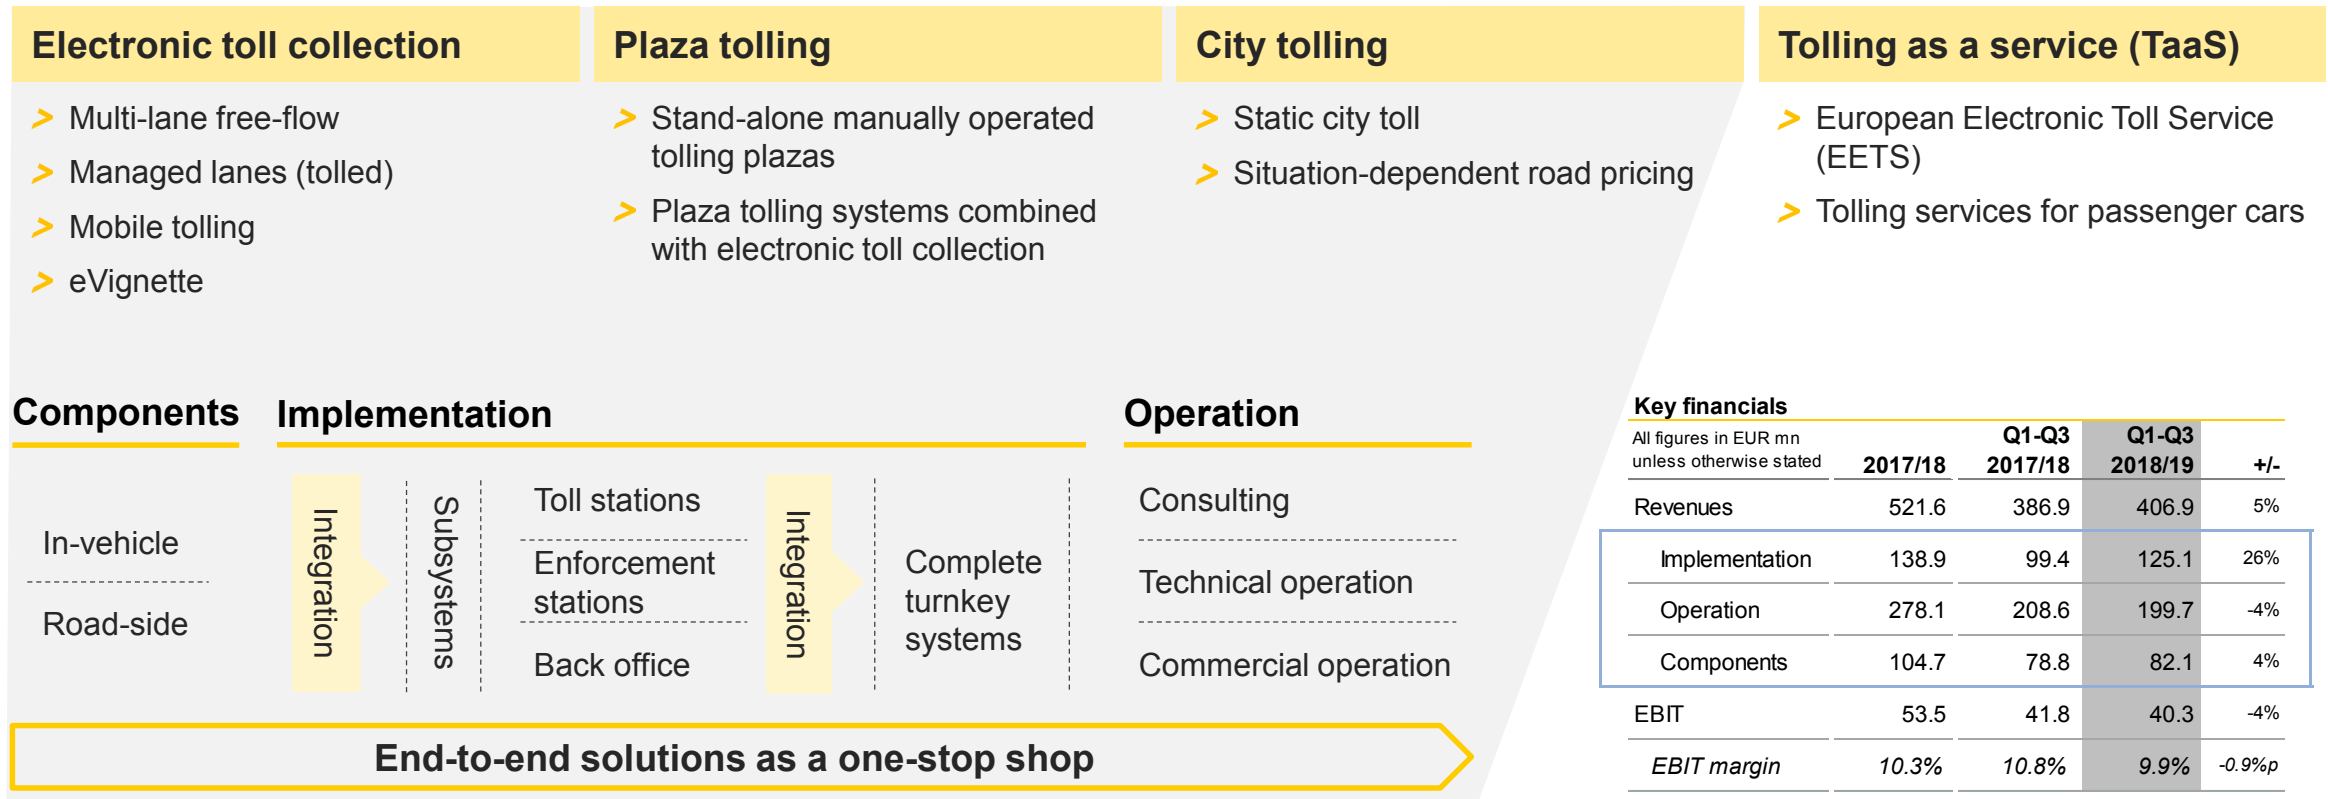 Electronic toll collection
Multi-lane free-flow
Managed lanes (tolled)
Mobile tolling
eVignette
Plaza tolling
Stand-alone manually operated
tolling plazas
Plaza tolling systems combined
with electronic toll collection
City tolling
Static city toll
Situation-dependent road pricing
Tolling as a service (TaaS)
European Electronic Toll Service
(EETS)
Tolling services for passenger cars
Components
In-vehicle
Road-side
Implementation
Integration
Subsystems
Toll stations
Enforcement
stations
Back office
Integration
Complete
turnkey
systems
Operation
Consulting
Technical operation
Commercial operation
End-to-end solutions as a one-stop shop
Key financials
All figures in EUR mn Q1-Q3 Q1-Q3
unless otherwise stated 2017/18 2017/18 2018/19 +/-
Revenues 521.6 386.9 406.9 5%
Implementation 138.9 99.4 125.1 26%
Operation 278.1 208.6 199.7 -4%
Components 104.7 78.8 82.1 4%
EBIT 53.5 41.8 40.3 -4%
EBIT margin 10.3% 10.8% 9.9% -0.9%p